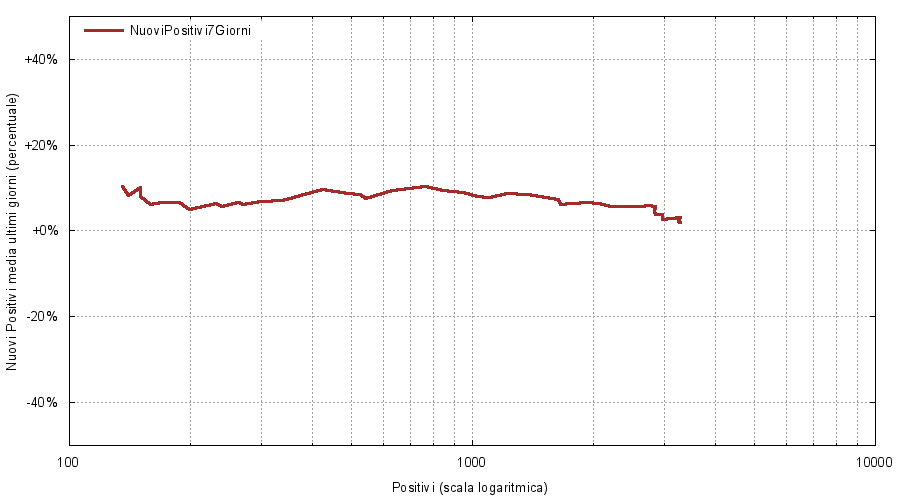 NuoviPositivi7Giorni
+40%
+20%
+0%
-20%
-40%
Nuovi Positivi media ultimi giorni (percentuale)
100
1000
10000
Positivi (scala logaritmica)